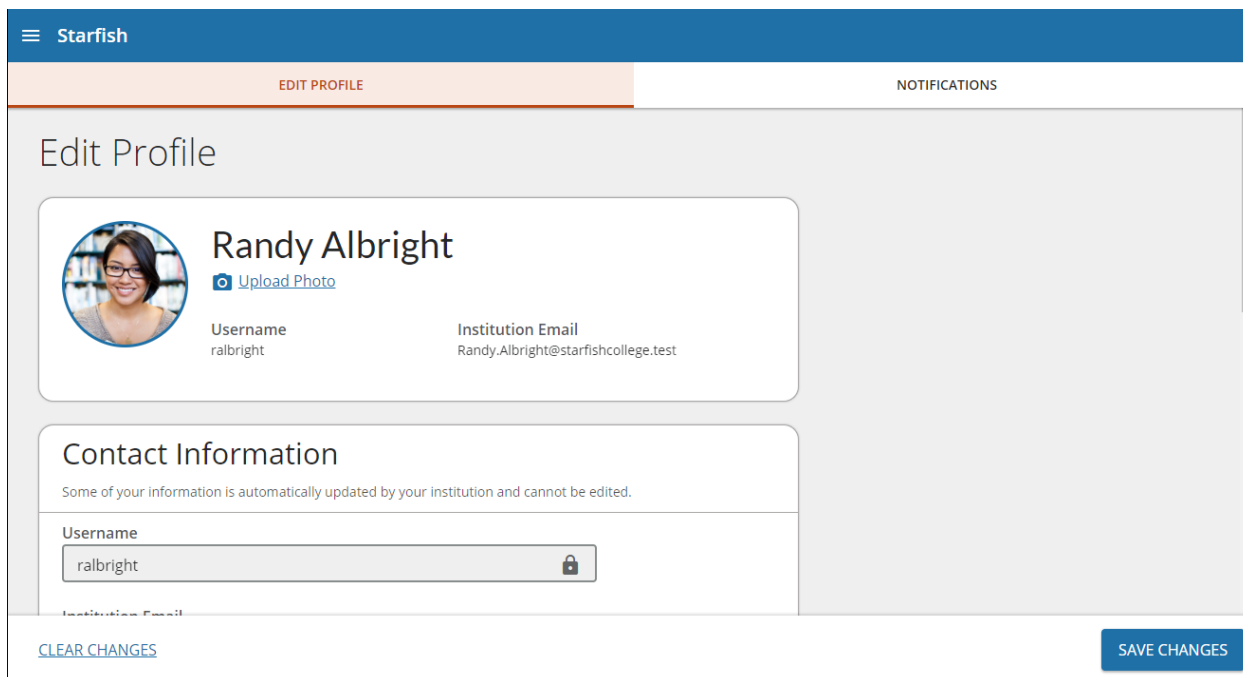 Starfish
EDIT PROFILE
NOTIFICATIONS
Edit Profile
Randy Albright
Upload Photo
Username
ralbright
Institution Email
Randy.Albright@starfishcollege.test
Contact Information
Some of your information is automatically updated by your institution and cannot be edited.
Username
ralbright
Institution Email
CLEAR CHANGES
SAVE CHANGES